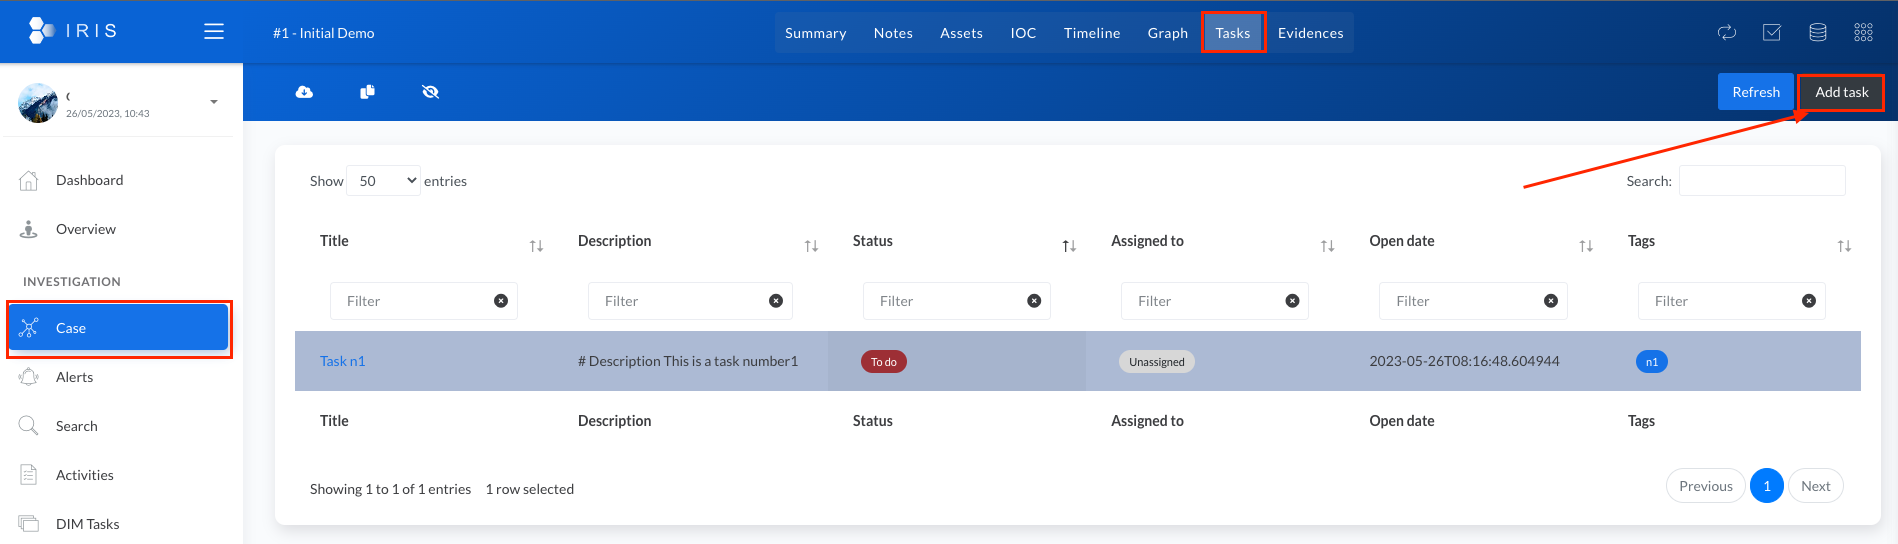 IRIS
#1 - Initial Demo
Summary Notes Assets IOC Timeline Graph Tasks Evidences
26/05/2023, 10:43
Refresh Add task
Dashboard
Overview
INVESTIGATION
Case
Alerts
Search
Activities
DIM Tasks
Show 50 entries
Search:
Title Description Status Assigned to Open date Tags
Filter Filter Filter Filter Filter Filter
Task n1 # Description This is a task number1 To do Unassigned 2023-05-26T08:16:48.604944 n1
Title Description Status Assigned to Open date Tags
Showing 1 to 1 of 1 entries 1 row selected
Previous 1 Next